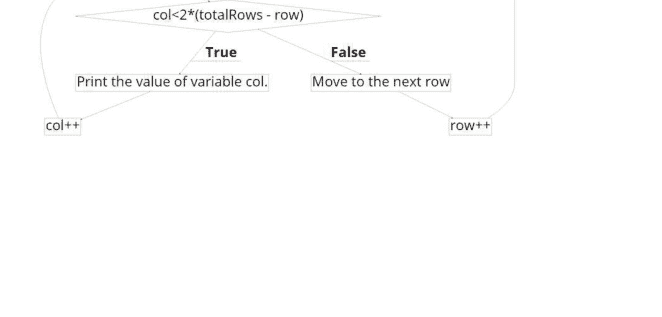 col<2*(totalRows - row)
True
False
Print the value of variable col.
Move to the next row
col++
row++